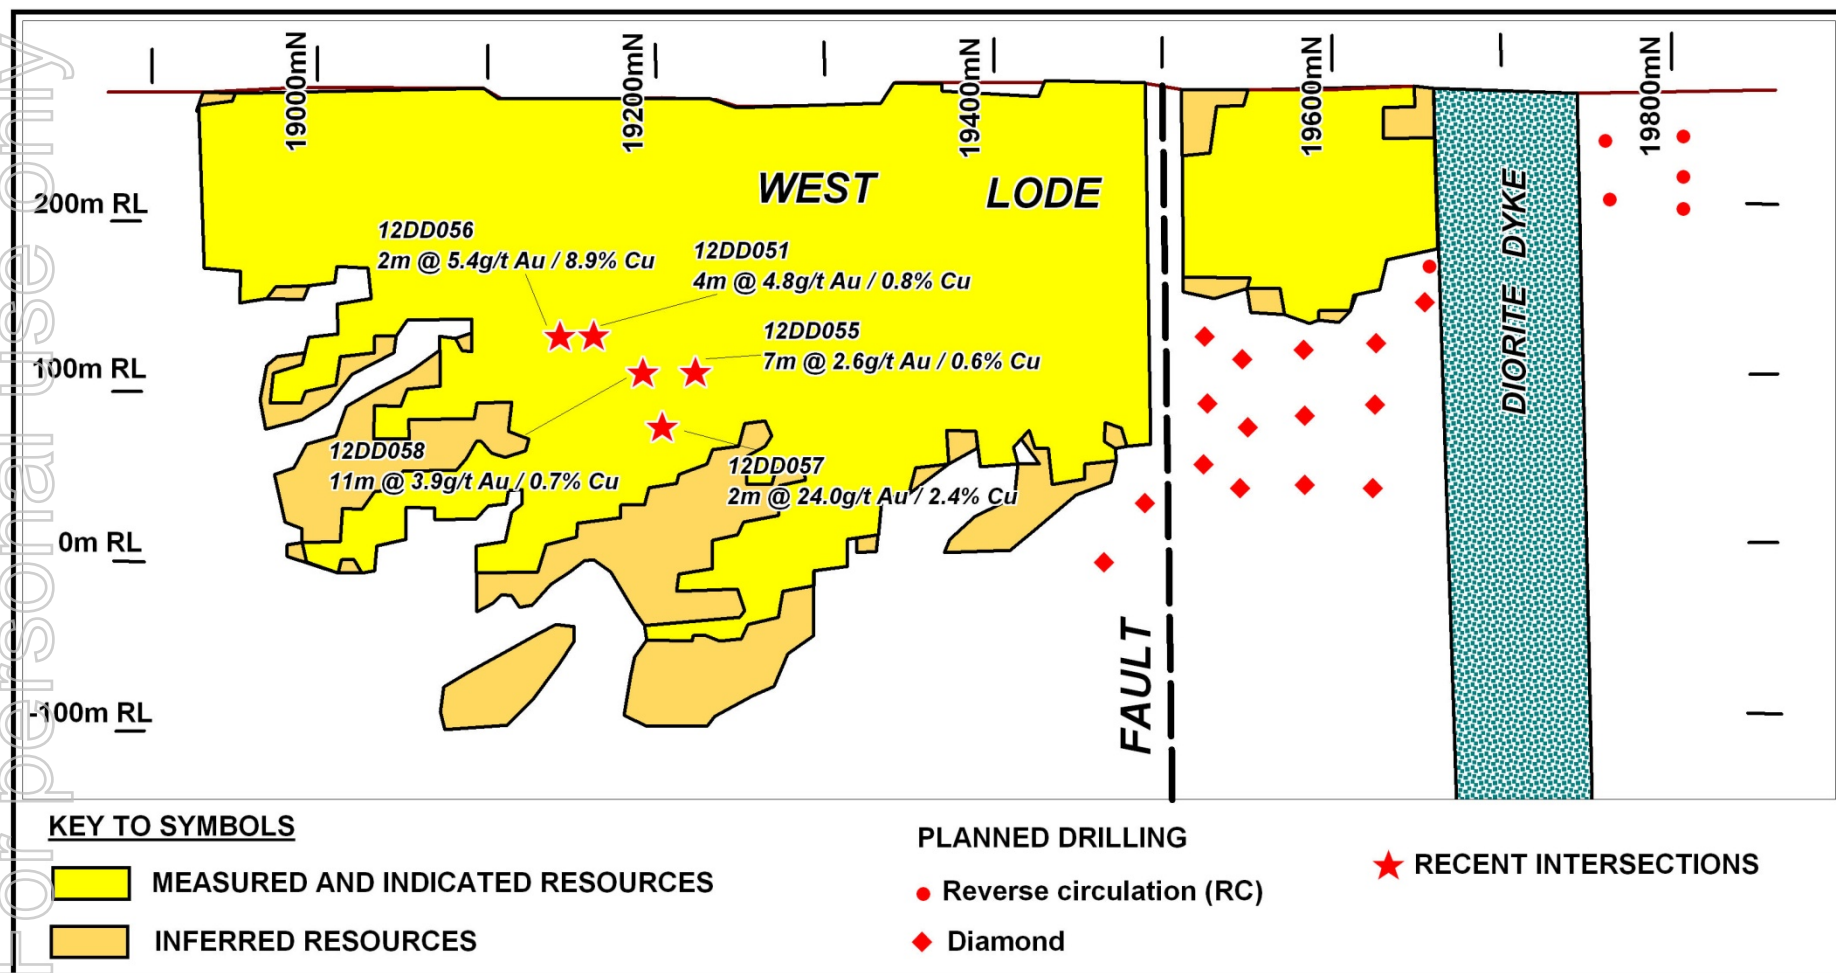 For personal use only
19000mN
19200mN
19400mN
19600mN
19800mN
200m RL
100m RL
0m RL
-100m RL
WEST LODE
12DD056
2m @ 5.4g/t Au / 8.9% Cu
12DD051
4m @ 4.8g/t Au / 0.8% Cu
12DD055
7m @ 2.6g/t Au / 0.6% Cu
12DD058
11m @ 3.9g/t Au / 0.7% Cu
12DD057
2m @ 24.0g/t Au / 2.4% Cu
FAULT
DIORITE DYKE
KEY TO SYMBOLS
MEASURED AND INDICATED RESOURCES
INFERRED RESOURCES
PLANNED DRILLING
Reverse circulation (RC)
Diamond
RECENT INTERSECTIONS